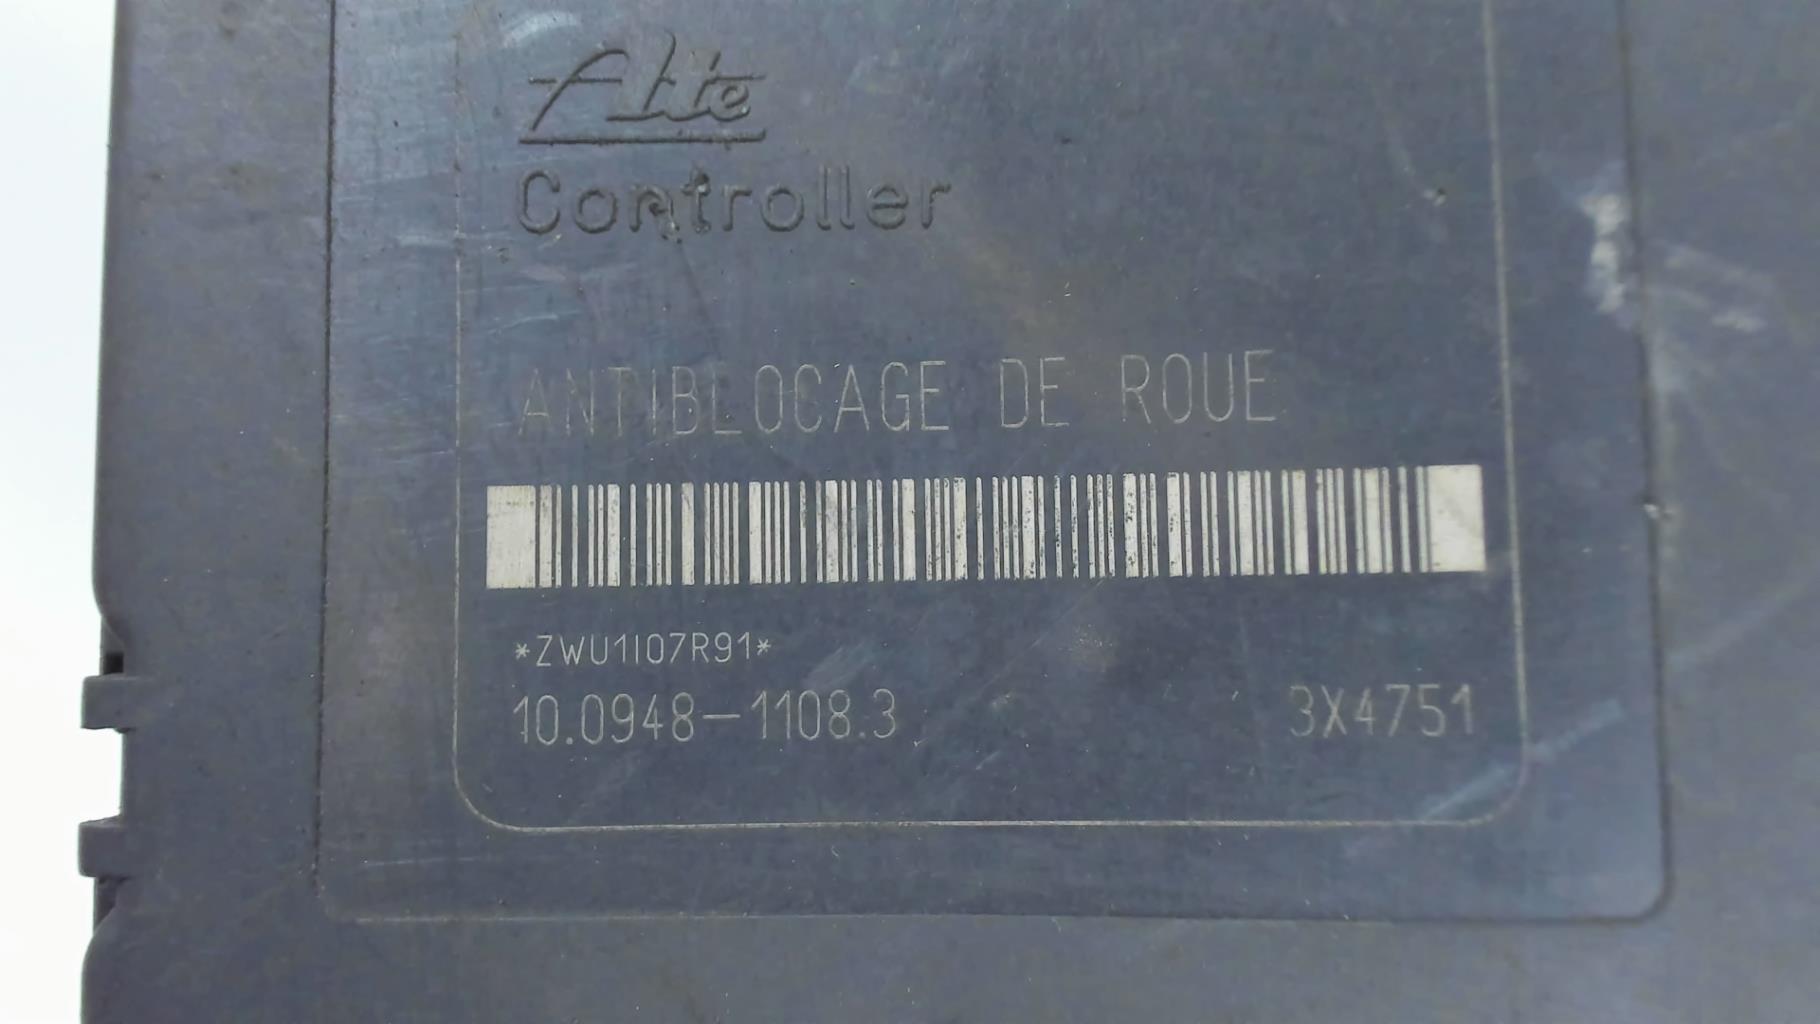 Ate
Controller
ANTIBLOCAGE DE ROUE
*ZWU1I07R91*
10.0948-1108.3 3X4751